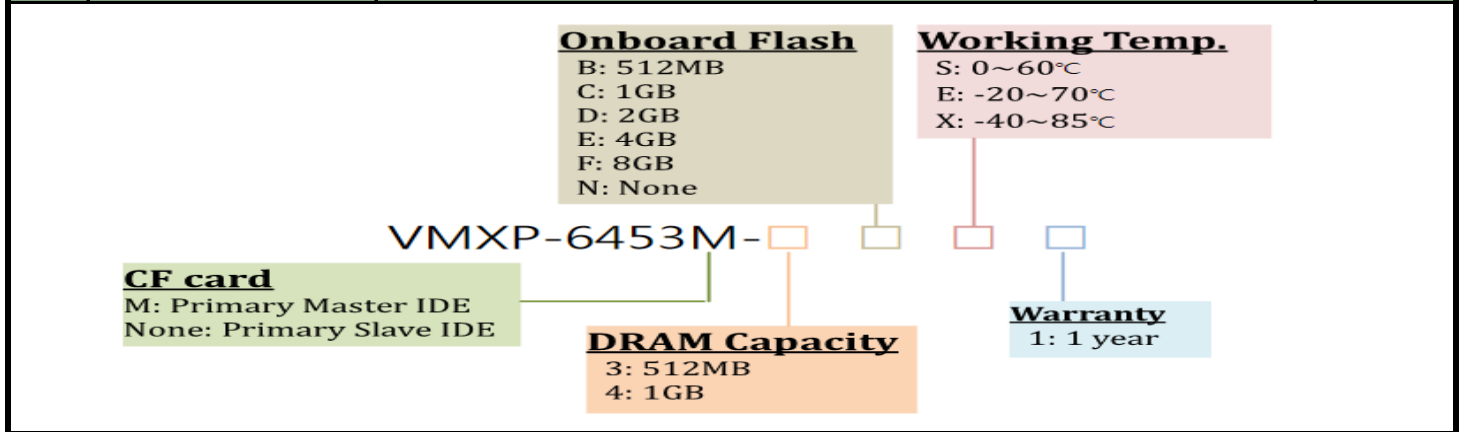 Onboard Flash
B: 512MB
C: 1GB
D: 2GB
E: 4GB
F: 8GB
N: None
Working Temp.
S: 0~60℃
E: -20~70℃
X: -40~85℃
VMXP-6453M-□ □ □ □
CF card
M: Primary Master IDE
None: Primary Slave IDE
DRAM Capacity
3: 512MB
4: 1GB
Warranty
1: 1 year